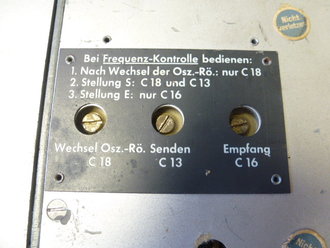 Bei Frequenz-Kontrolle bedienen:
1. Nach Wechsel der Osz.-Rö.: nur C 18
2. Stellung S: C 18 und C 13
3. Stellung E: nur C 16
Wechsel Osz.-Rö. Senden Empfang
C 18 C 13 C 16
Nicht